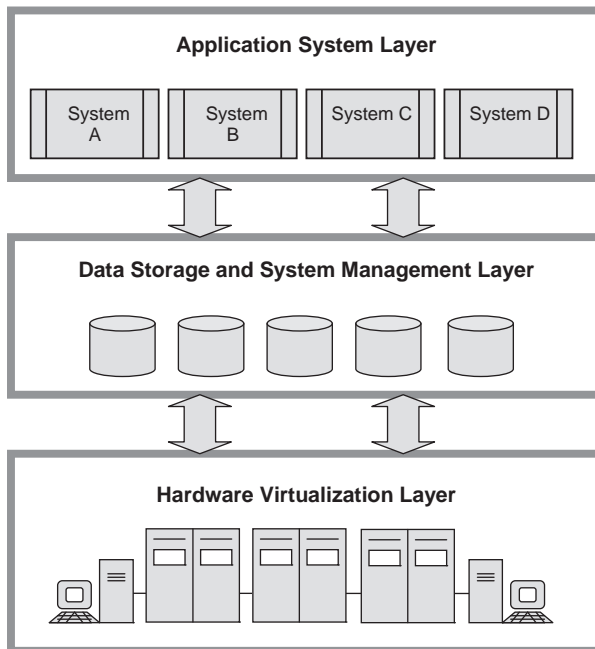 Application System Layer
System
A
System
B
System C
System D
Data Storage and System Management Layer
Hardware Virtualization Layer